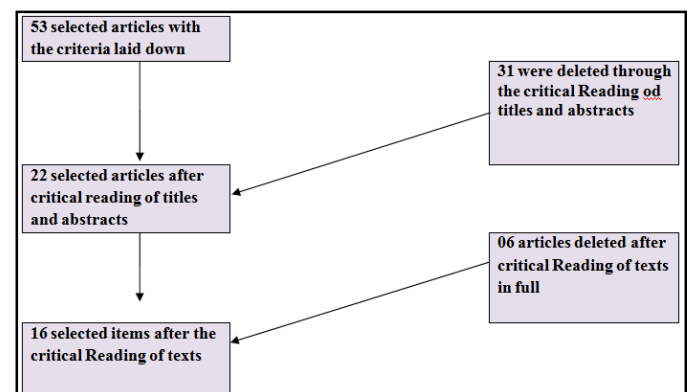 53 selected articles with
the criteria laid down
31 were deleted through
the critical Reading od
titles and abstracts
22 selected articles after
critical reading of titles
and abstracts
06 articles deleted after
critical Reading of texts
in full
16 selected items after the
critical Reading of texts